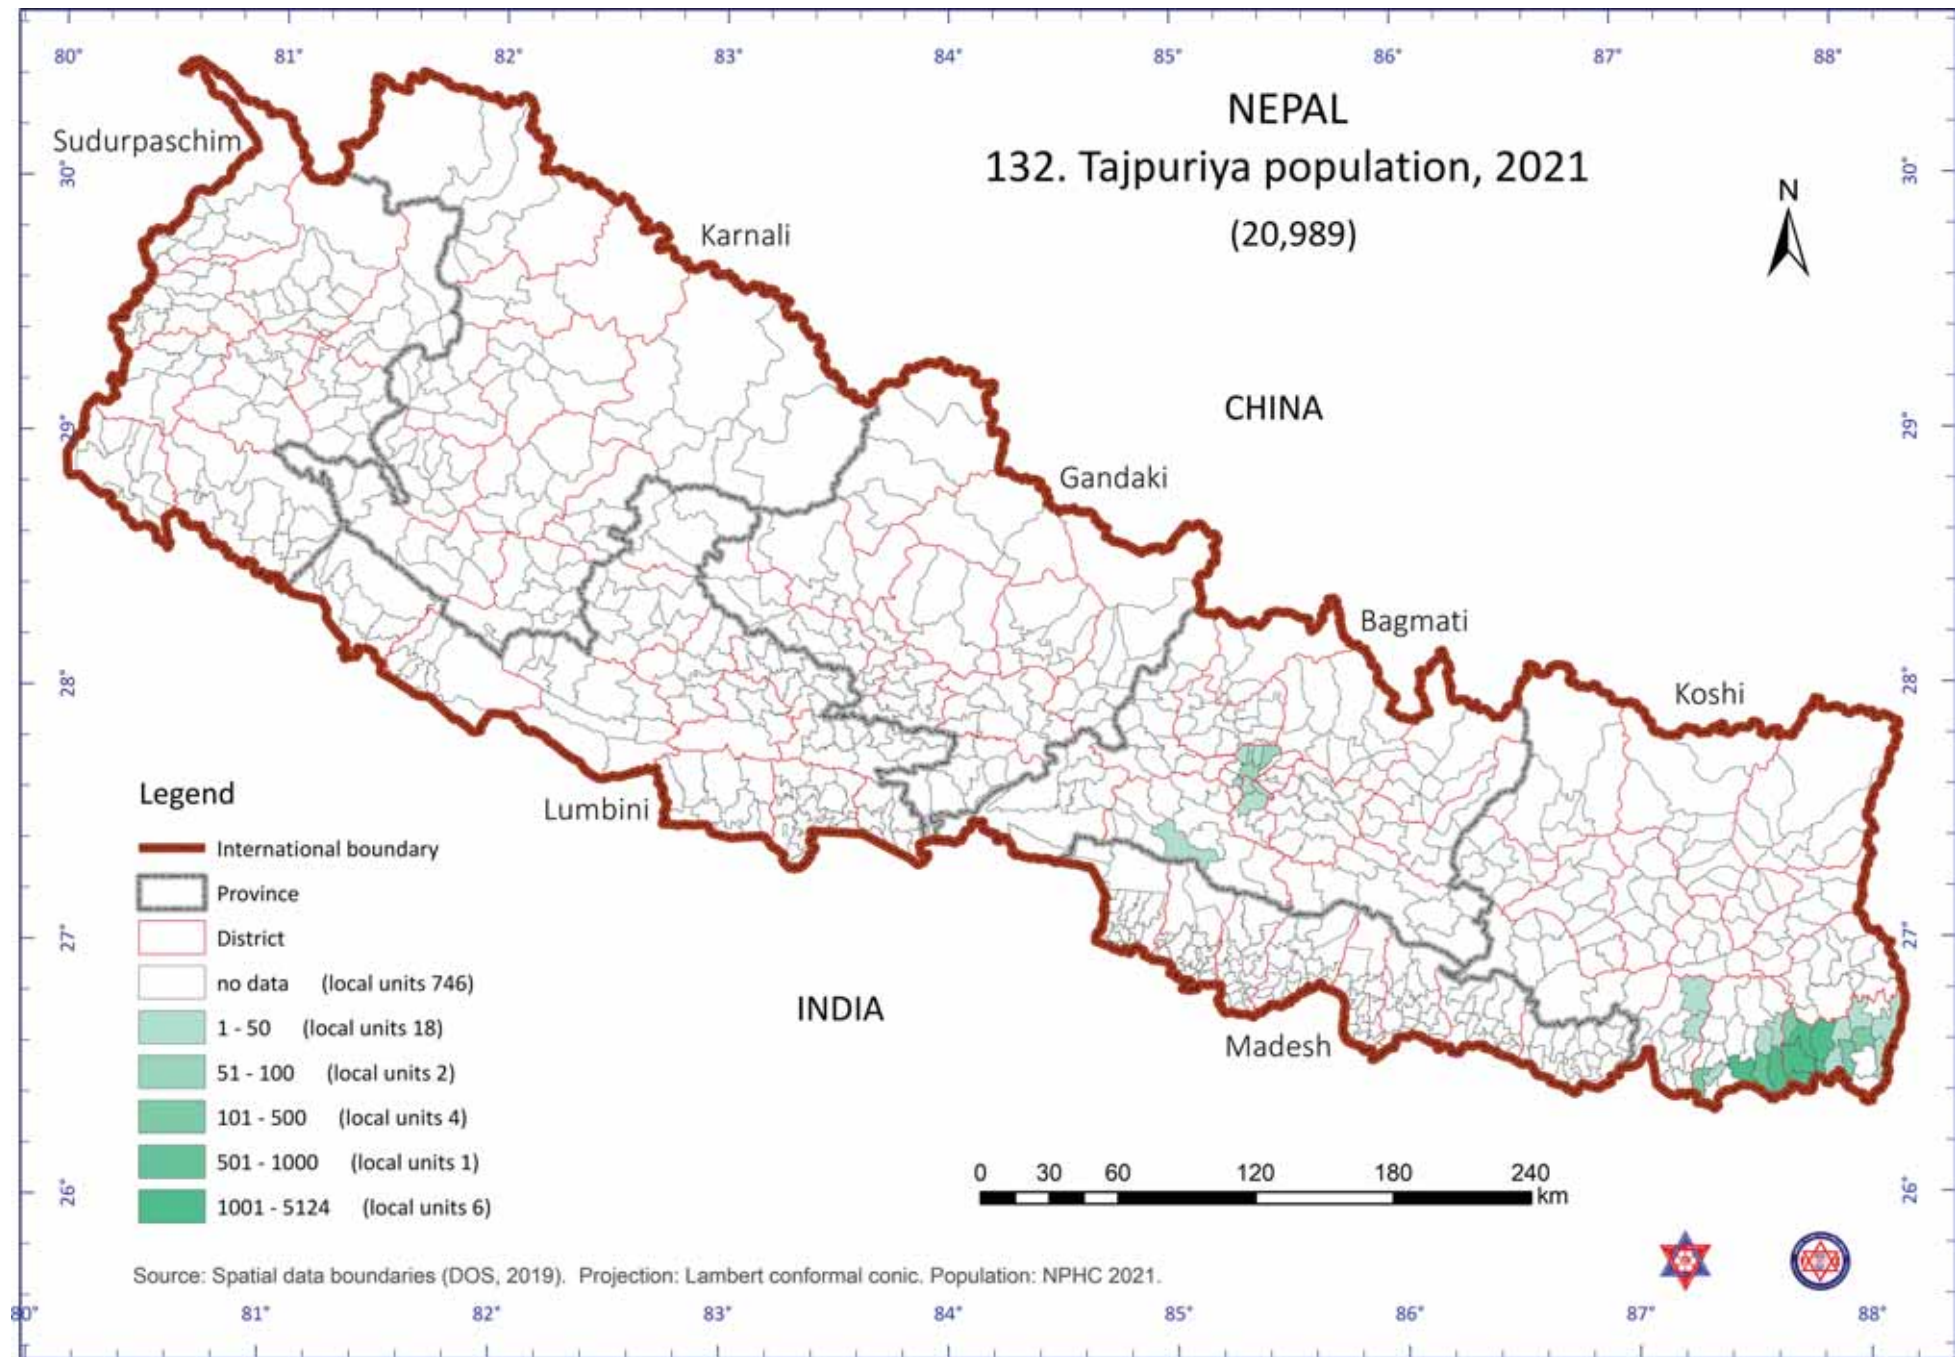 80° 81° 82° 83° 84° 85° 86° 87° 88°
NEPAL
132. Tajpuriya population, 2021
(20,989)
N
Sudurpaschim
30° 30°
Karnali
CHINA
29° 29°
Gandaki
Bagmati
28° 28°
Koshi
Lumbini
Legend
International boundary
Province
District
no data (local units 746)
1 - 50 (local units 18)
51 - 100 (local units 2)
101 - 500 (local units 4)
501 - 1000 (local units 1)
1001 - 5124 (local units 6)
27° 27°
INDIA
Madesh
0 30 60 120 180 240
km
26° 26°
Source: Spatial data boundaries (DOS, 2019). Projection: Lambert conformal conic. Population: NPHC 2021.
80° 81° 82° 83° 84° 85° 86° 87° 88°